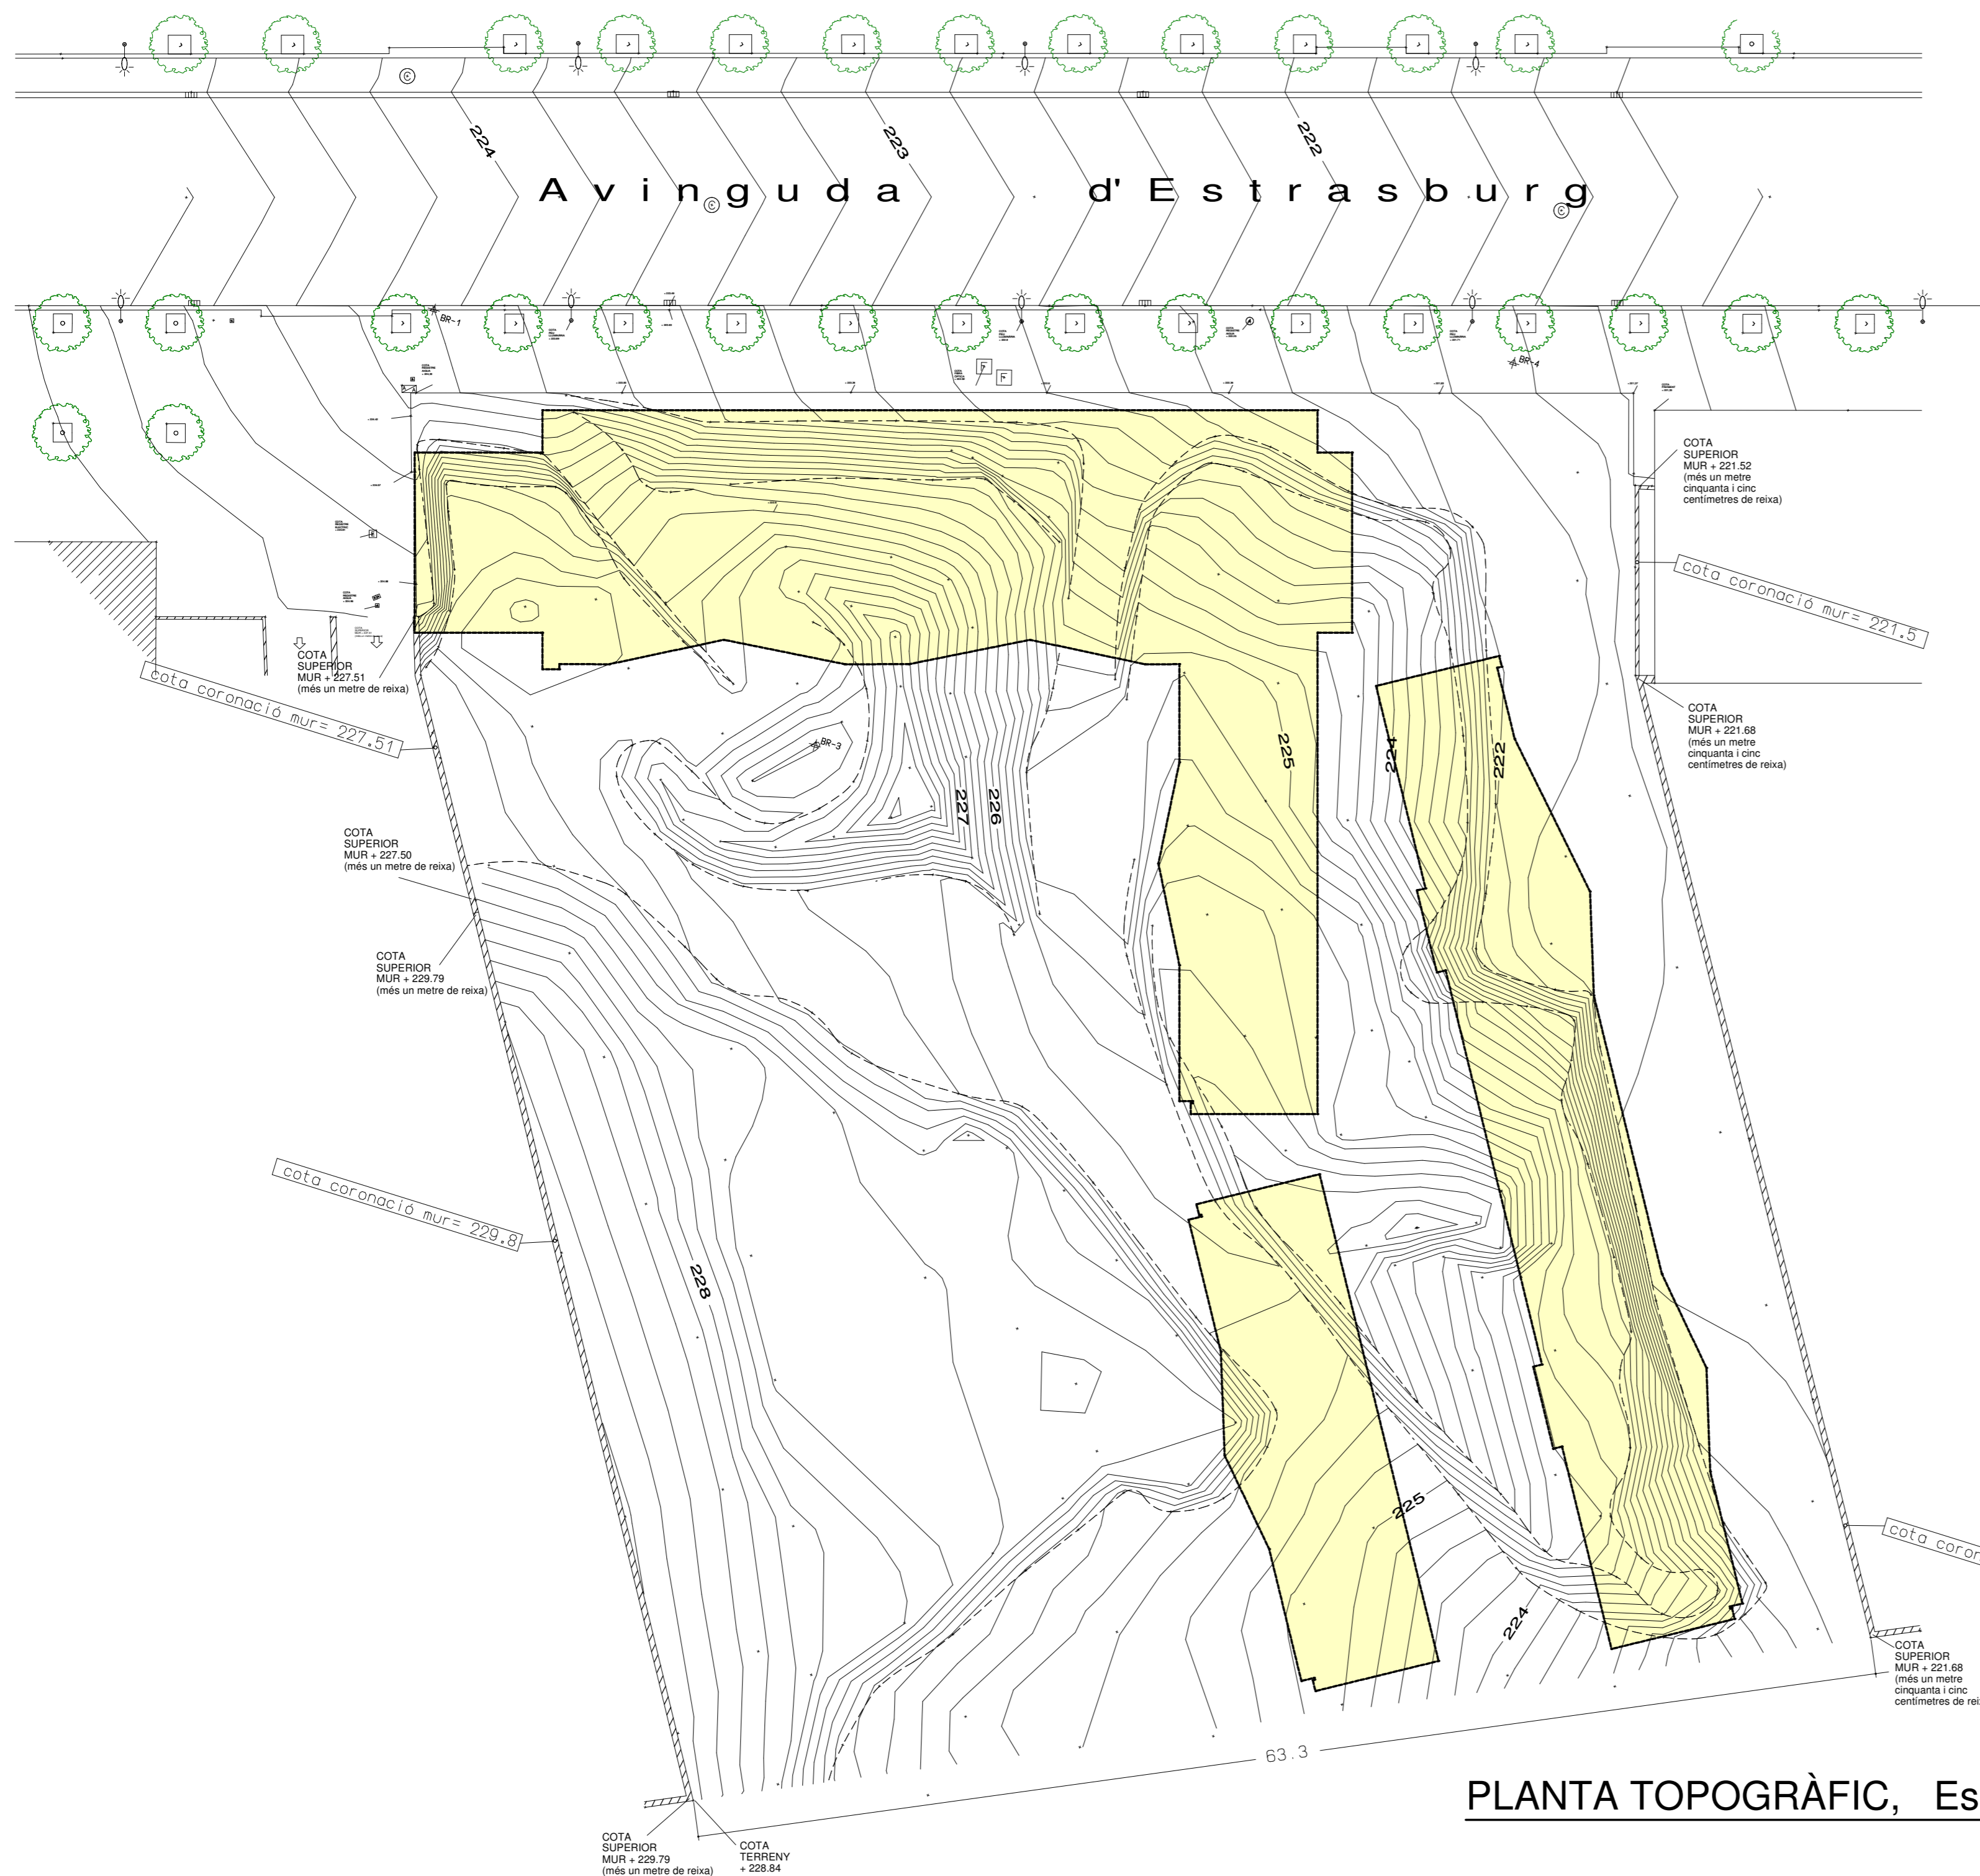 224
223
222
Avinguda d'Estrasburg
BR-1
BR-4
F
F
COTA
SUPERIOR
MUR + 221.52
(més un metre
cinquanta i cinc
centímetres de reixa)
cota coronació mur= 221.5
COTA
SUPERIOR
MUR + 227.51
(més un metre de reixa)
cota coronació mur= 227.51
COTA
SUPERIOR
MUR + 221.68
(més un metre
cinquanta i cinc
centímetres de reixa)
BR-3
225
224
222
227
226
COTA
SUPERIOR
MUR + 227.50
(més un metre de reixa)
COTA
SUPERIOR
MUR + 229.79
(més un metre de reixa)
cota coronació mur= 229.8
228
225
224
cota coron
COTA
SUPERIOR
MUR + 221.68
(més un metre
cinquanta i cinc
centímetres de rei
63.3
PLANTA TOPOGRÀFIC, Es
COTA
SUPERIOR
MUR + 229.79
(més un metre de reixa)
COTA
TERRENY
+ 228.84